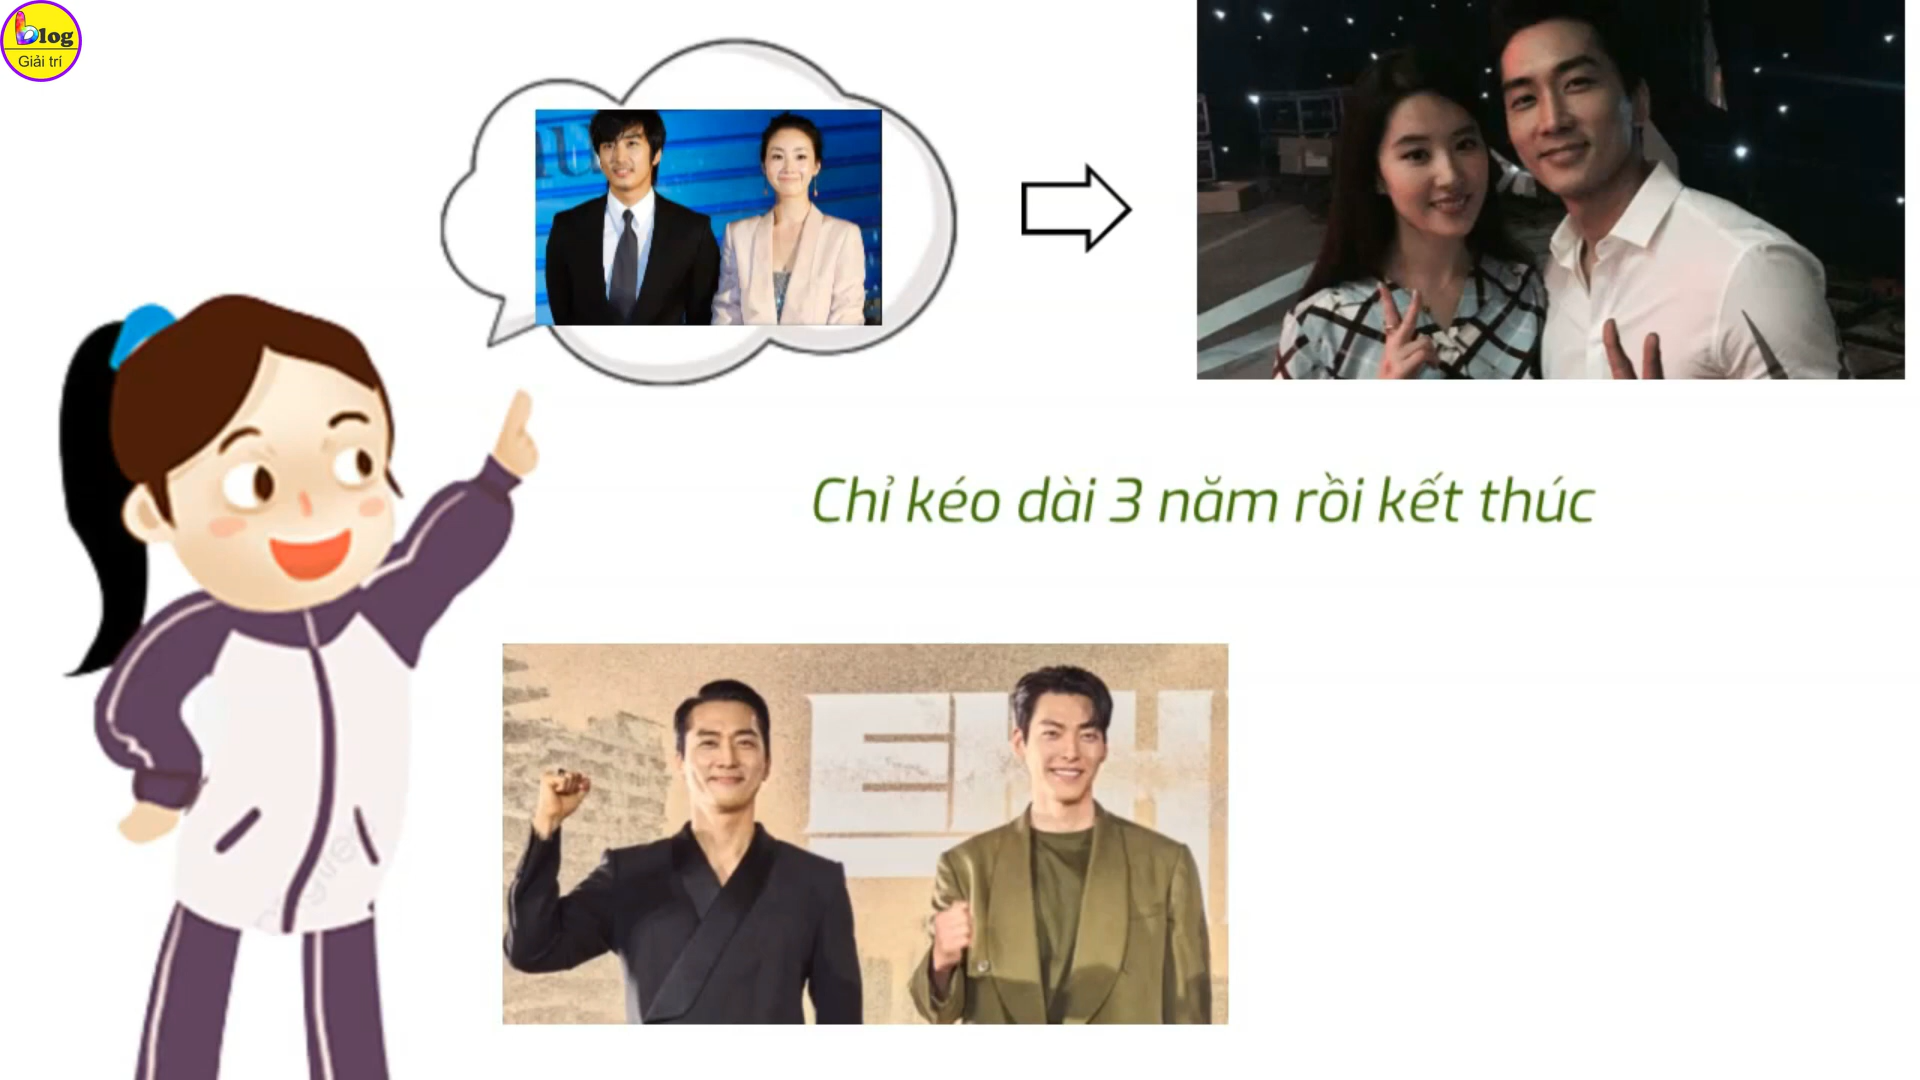 blog
Giải trí
Chỉ kéo dài 3 năm rồi kết thúc